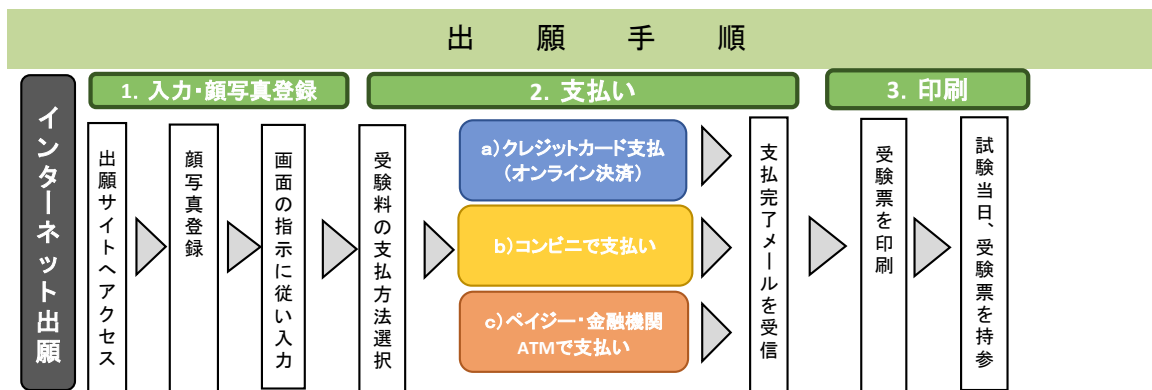 出願手順
インターネット出願
1. 入力・顔写真登録
出願サイトへアクセス
顔写真登録
画面の指示に従い入力
2. 支払い
受験料の支払方法選択
a)クレジットカード支払
(オンライン決済)
b)コンビニで支払い
c)ペイジー・金融機関
ATMで支払い
支払完了メールを受信
3. 印刷
受験票を印刷
試験当日、受験票を持参